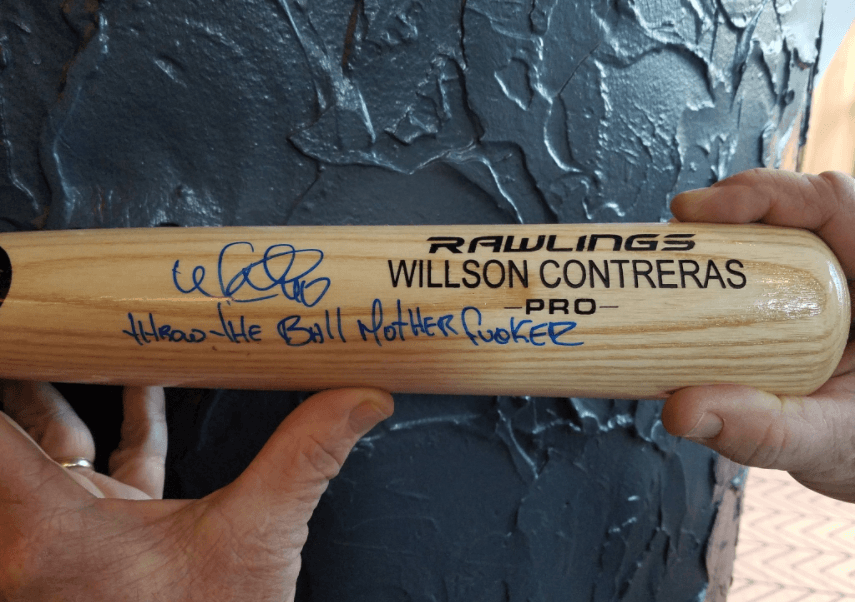 RAWLINGS
WILLSON CONTRERAS
-PRO-
THROW THE BAll MOTHER FUCKER